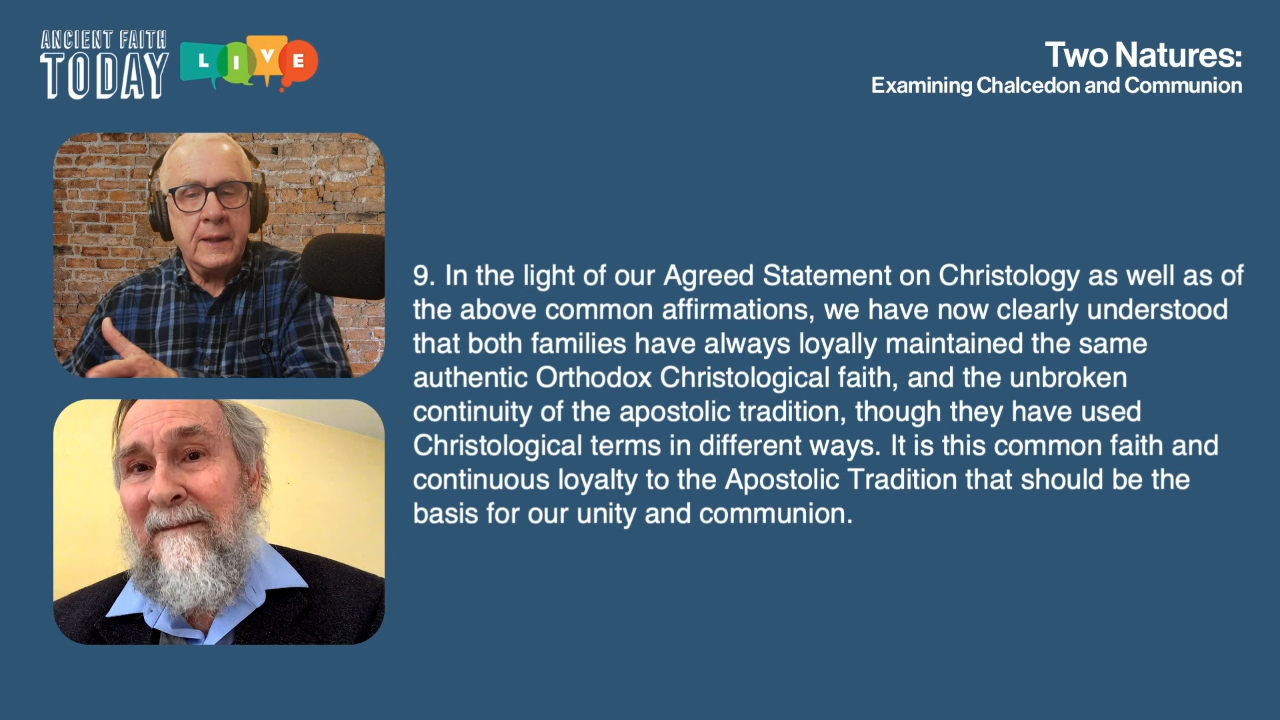 ANCIENT FAITH
TODAY
LIVE
Two Natures:
Examining Chalcedon and Communion
9. In the light of our Agreed Statement on Christology as well as of
the above common affirmations, we have now clearly understood
that both families have always loyally maintained the same
authentic Orthodox Christological faith, and the unbroken
continuity of the apostolic tradition, though they have used
Christological terms in different ways. It is this common faith and
continuous loyalty to the Apostolic Tradition that should be the
basis for our unity and communion.